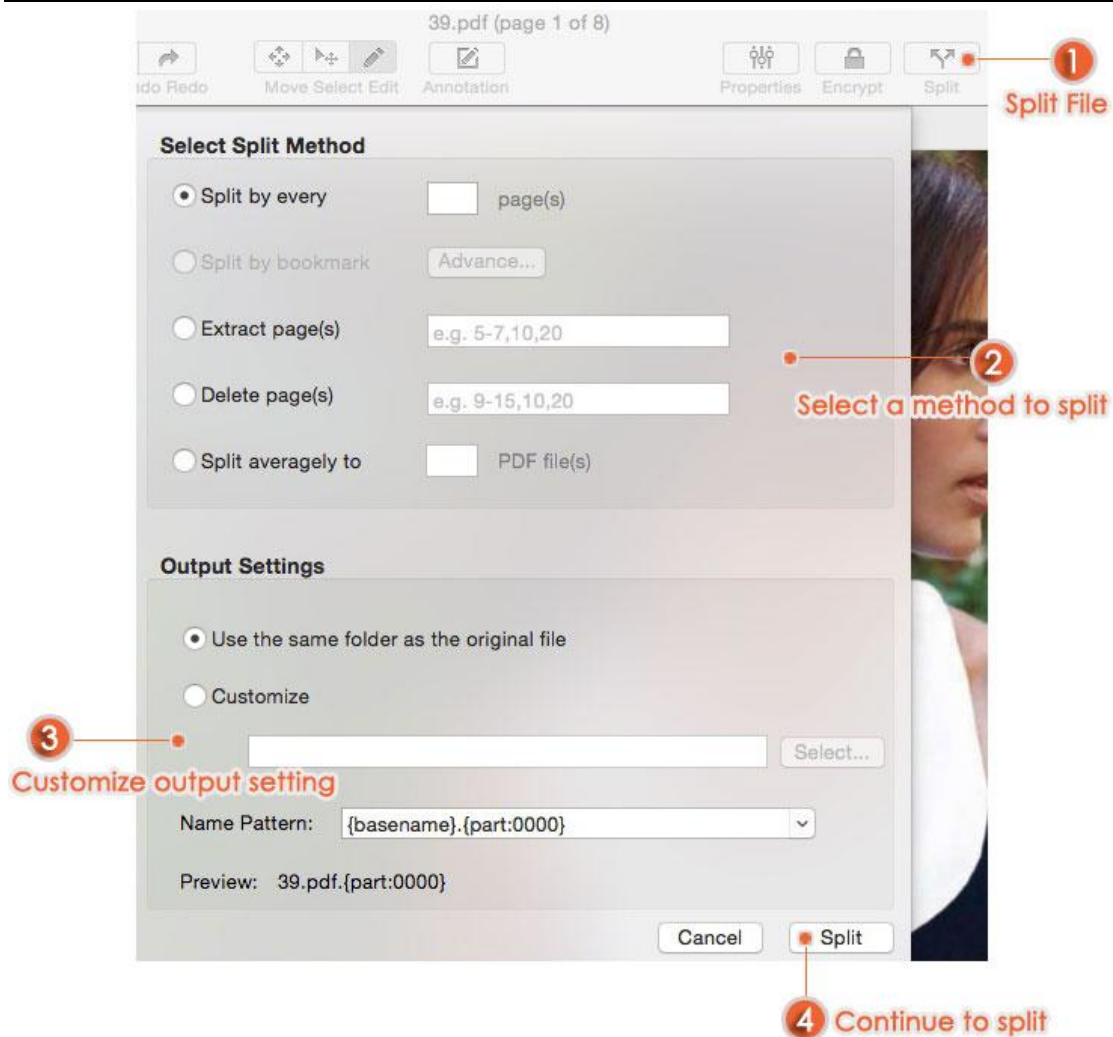 39.pdf (page 1 of 8)
do Redo Move Select Edit Annotation Properties Encrypt Split
1
Split File
Select Split Method
Split by every page(s)
Split by bookmark Advance...
Extract page(s) e.g. 5-7,10,20
2
Select a method to split
Delete page(s) e.g. 9-15,10,20
Split averagely to PDF file(s)
Output Settings
Use the same folder as the original file
Customize
3
Select...
Customize output setting
Name Pattern: {basename}.{part:0000}
Preview: 39.pdf.{part:0000}
Cancel Split
4 Continue to split